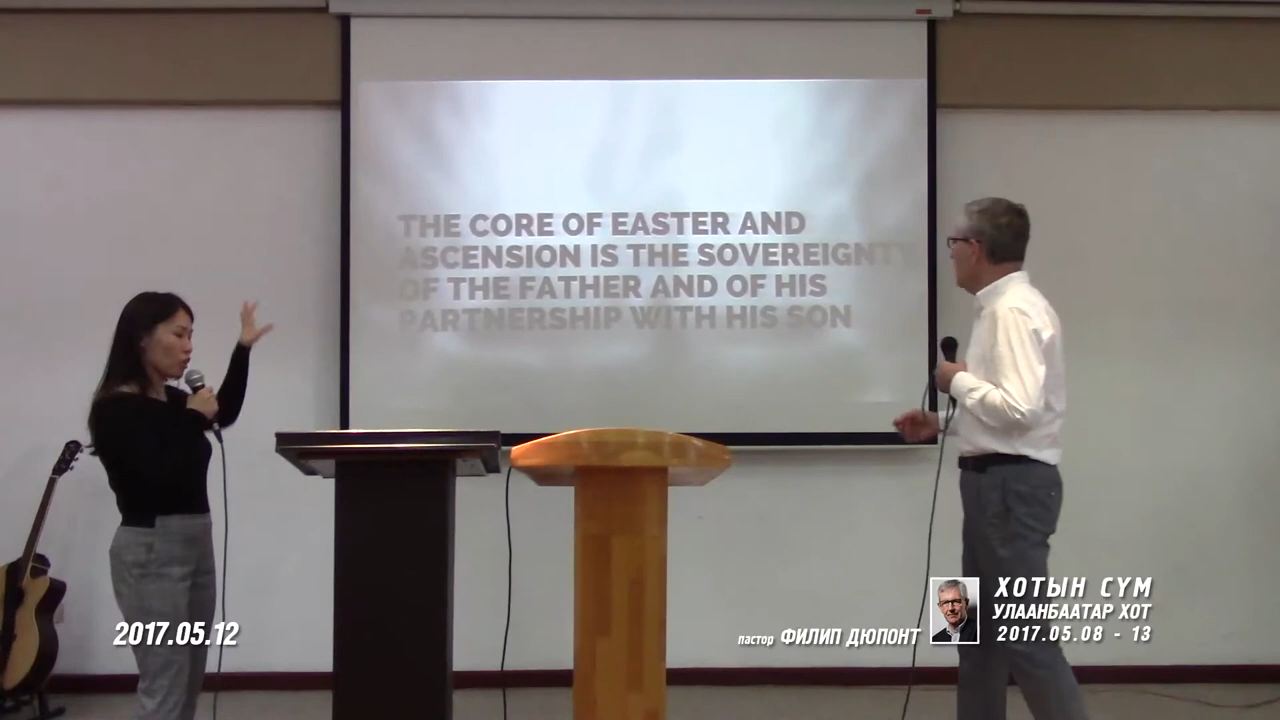 THE CORE OF EASTER AND
ASCENSION IS THE SOVEREIGNTY
OF THE FATHER AND OF HIS
PARTNERSHIP WITH HIS SON
2017.05.12
пастор ФИЛИП ДЮПОНТ
ХОТЫН СҮМ
УЛААНБААТАР ХОТ
2017.05.08 - 13